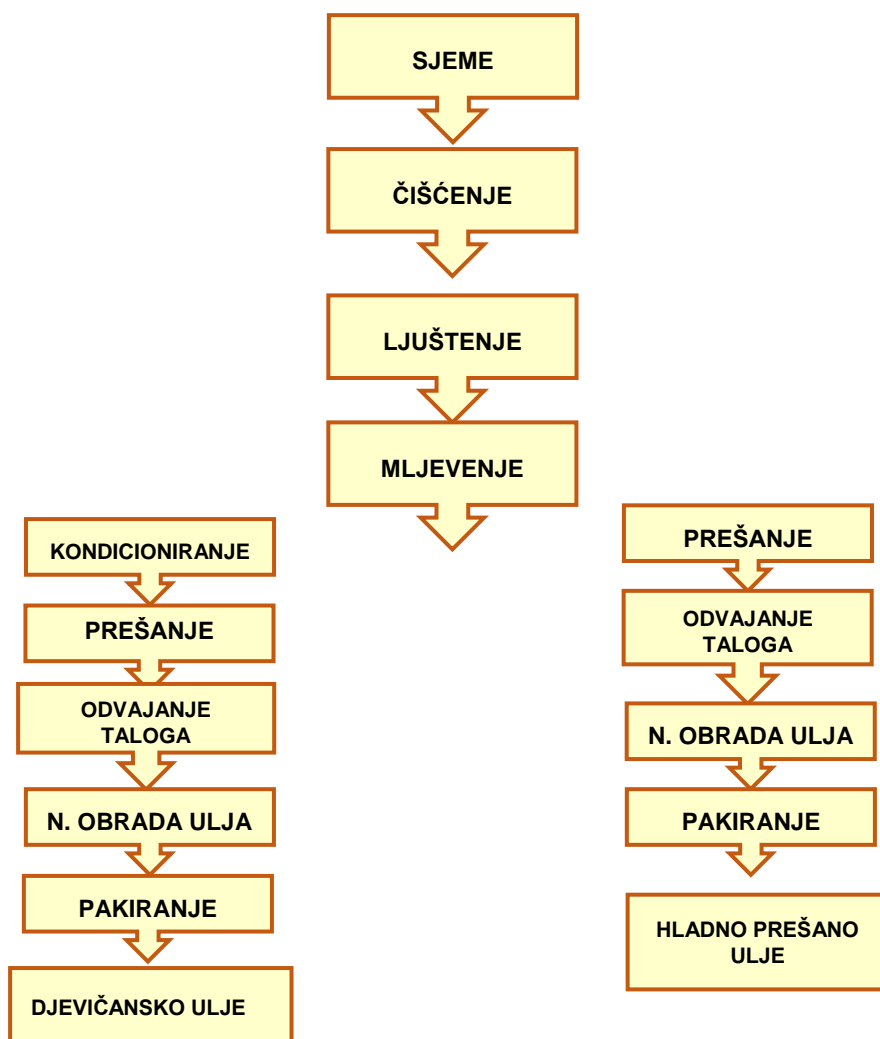 SJEME
ČIŠĆENJE
LJUŠTENJE
MLJEVENJE
KONDICIONIRANJE
PREŠANJE
ODVAJANJE
TALOGA
N. OBRADA ULJA
PAKIRANJE
DJEVIČANSKO ULJE
PREŠANJE
ODVAJANJE
TALOGA
N. OBRADA ULJA
PAKIRANJE
HLADNO PREŠANO
ULJE